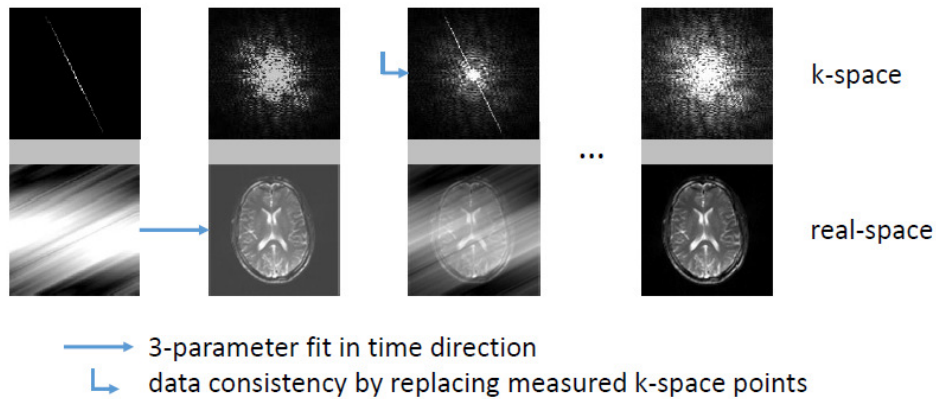 k-space
...
real-space
3-parameter fit in time direction
data consistency by replacing measured k-space points